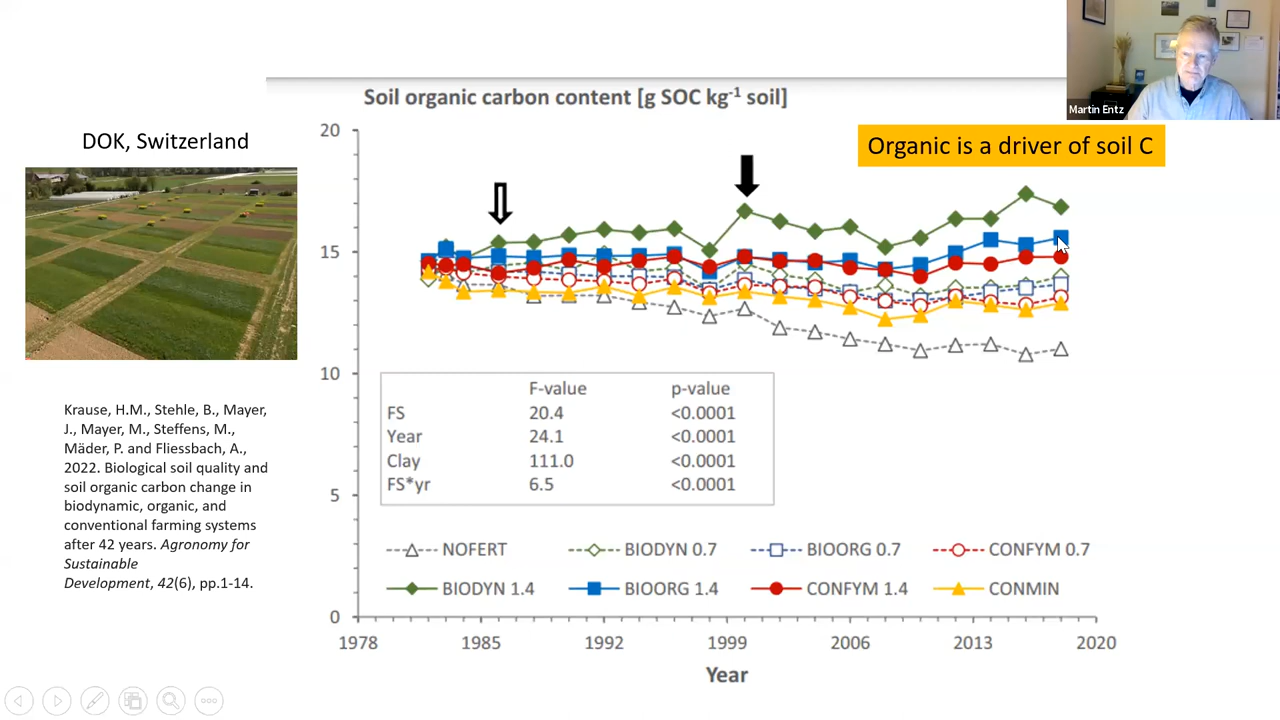 Martin Entz
Soil organic carbon content [g SOC kg-1 soil]
DOK, Switzerland
Organic is a driver of soil C
20
15
10
5
0
F-value p-value
FS 20.4 <0.0001
Year 24.1 <0.0001
Clay 111.0 <0.0001
FS*yr 6.5 <0.0001
NOFERT BIODYN 0.7 BIOORG 0.7 CONFYM 0.7
BIODYN 1.4 BIOORG 1.4 CONFYM 1.4 CONMIN
1978 1985 1992 1999 2006 2013 2020
Year
Krause, H.M., Stehle, B., Mayer,
J., Mayer, M., Steffens, M.,
Mäder, P. and Fliessbach, A.,
2022. Biological soil quality and
soil organic carbon change in
biodynamic, organic, and
conventional farming systems
after 42 years. Agronomy for
Sustainable
Development, 42(6), pp.1-14.